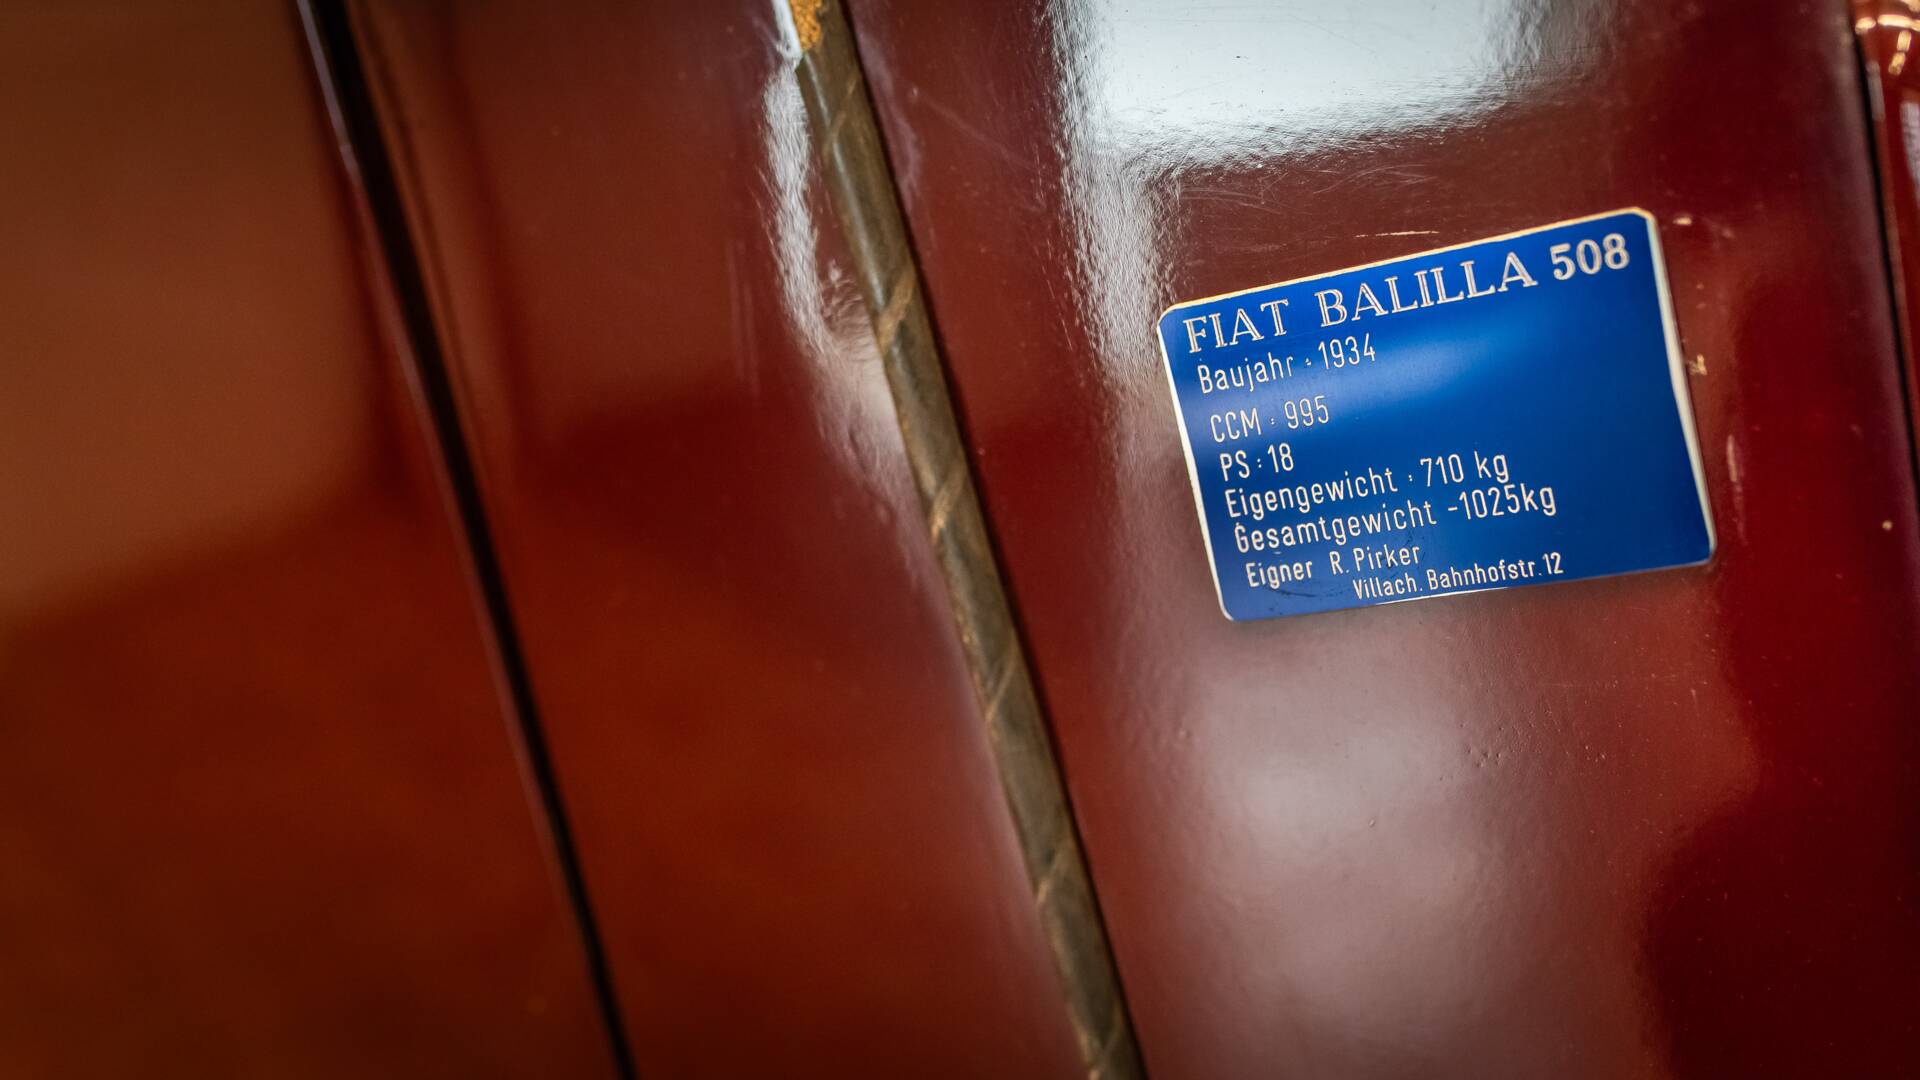 FIAT BALILLA 508
Baujahr : 1934
CCM : 995
PS : 18
Eigengewicht : 710 kg
Gesamtgewicht -1025kg
Eigner R. Pirker
Villach. Bahnhofstr. 12